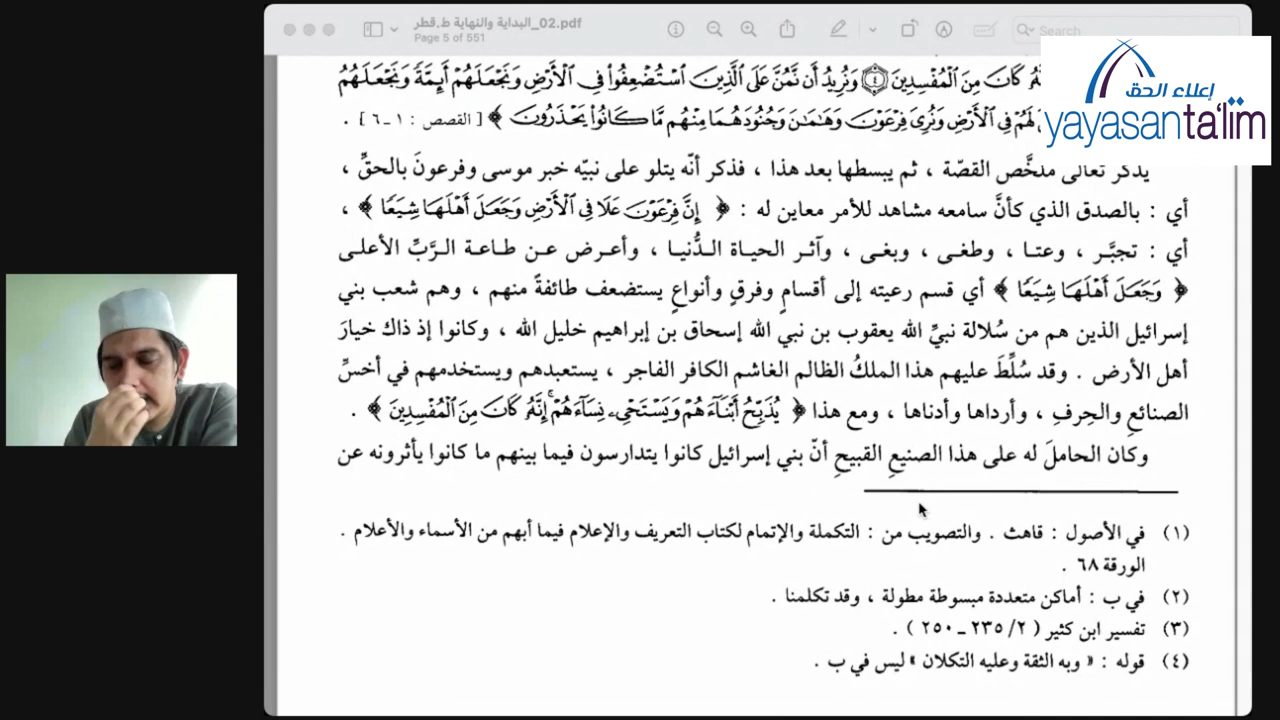 02_البداية والنهاية ط.قطر.pdf
Page 5 of 551
Search
إعلاء الحق
yayasanta'lim
كَانَ مِنَ ٱلْمُفْسِدِينَ ﴿٤﴾ وَنُرِيدُ أَن نَّمُنَّ عَلَى ٱلَّذِينَ ٱسْتُضْعِفُوا۟ فِى ٱلْأَرْضِ وَنَجْعَلَهُمْ أَئِمَّةً وَنَجْعَلَهُمُ
لَهُمْ فِى ٱلْأَرْضِ وَنُرِىَ فِرْعَوْنَ وَهَـٰمَـٰنَ وَجُنُودَهُمَا مِنْهُم مَّا كَانُوا۟ يَحْذَرُونَ ﴾ [ القصص : ١ ـ ٦ ] .
يذكر تعالى ملخَّص القصّة ، ثم يبسطها بعد هذا ، فذكر أنّه يتلو على نبيّه خبر موسى وفرعونَ بالحقِّ ،
أي : بالصدق الذي كأنَّ سامعه مشاهد للأمر معاين له : ﴿ إِنَّ فِرْعَوْنَ عَلَا فِى ٱلْأَرْضِ وَجَعَلَ أَهْلَهَا شِيَعًا ﴾ ،
أي : تجبَّر ، وعتا ، وطغى ، وبغى ، وآثر الحياة الدُّنيا ، وأعرض عن طاعة الرَّبِّ الأعلى
﴿ وَجَعَلَ أَهْلَهَا شِيَعًا ﴾ أي قسم رعيته إلى أقسامٍ وفرقٍ وأنواعٍ يستضعف طائفةً منهم ، وهم شعب بني
إسرائيل الذين هم من سُلالة نبيِّ الله يعقوب بن نبي الله إسحاق بن إبراهيم خليل الله ، وكانوا إذ ذاك خيارَ
أهل الأرض . وقد سُلِّطَ عليهم هذا الملكُ الظالم الغاشم الكافر الفاجر ، يستعبدهم ويستخدمهم في أخسِّ
الصنائعِ والحِرفِ ، وأرداها وأدناها ، ومع هذا ﴿ يُذَبِّحُ أَبْنَآءَهُمْ وَيَسْتَحْىِۦ نِسَآءَهُمْ إِنَّهُۥ كَانَ مِنَ ٱلْمُفْسِدِينَ ﴾ .
وكان الحاملَ له على هذا الصنيعِ القبيحِ أنّ بني إسرائيل كانوا يتدارسون فيما بينهم ما كانوا يأثرونه عن
(١) في الأصول : قاهث . والتصويب من : التكملة والإتمام لكتاب التعريف والإعلام فيما أبهم من الأسماء والأعلام .
الورقة ٦٨ .
(٢) في ب : أماكن متعددة مبسوطة مطولة ، وقد تكلمنا .
(٣) تفسير ابن كثير ( ٢/ ٢٣٥ ـ ٢٥٠ ) .
(٤) قوله : « وبه الثقة وعليه التكلان » ليس في ب .